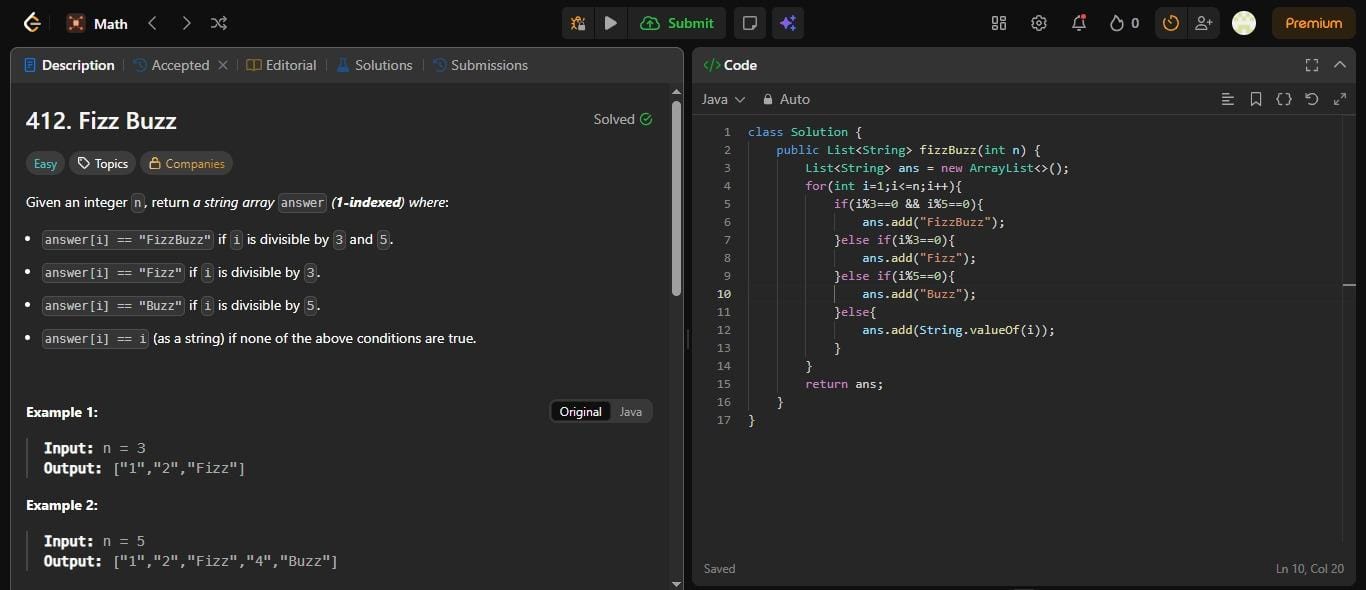 Math
Submit
0
Premium
Description
Accepted
Editorial
Solutions
Submissions
412. Fizz Buzz
Solved
Easy
Topics
Companies
Given an integer n, return a string array answer (1-indexed) where:
• answer[i] == "FizzBuzz" if i is divisible by 3 and 5.
• answer[i] == "Fizz" if i is divisible by 3.
• answer[i] == "Buzz" if i is divisible by 5.
• answer[i] == i (as a string) if none of the above conditions are true.
Example 1:
Original
Java
Input: n = 3
Output: ["1","2","Fizz"]
Example 2:
Input: n = 5
Output: ["1","2","Fizz","4","Buzz"]
</> Code
Java
Auto
1 class Solution {
2     public List<String> fizzBuzz(int n) {
3         List<String> ans = new ArrayList<>();
4         for(int i=1;i<=n;i++){
5             if(i%3==0 && i%5==0){
6                 ans.add("FizzBuzz");
7             }else if(i%3==0){
8                 ans.add("Fizz");
9             }else if(i%5==0){
10                 ans.add("Buzz");
11             }else{
12                 ans.add(String.valueOf(i));
13             }
14         }
15         return ans;
16     }
17 }
Saved
Ln 10, Col 20